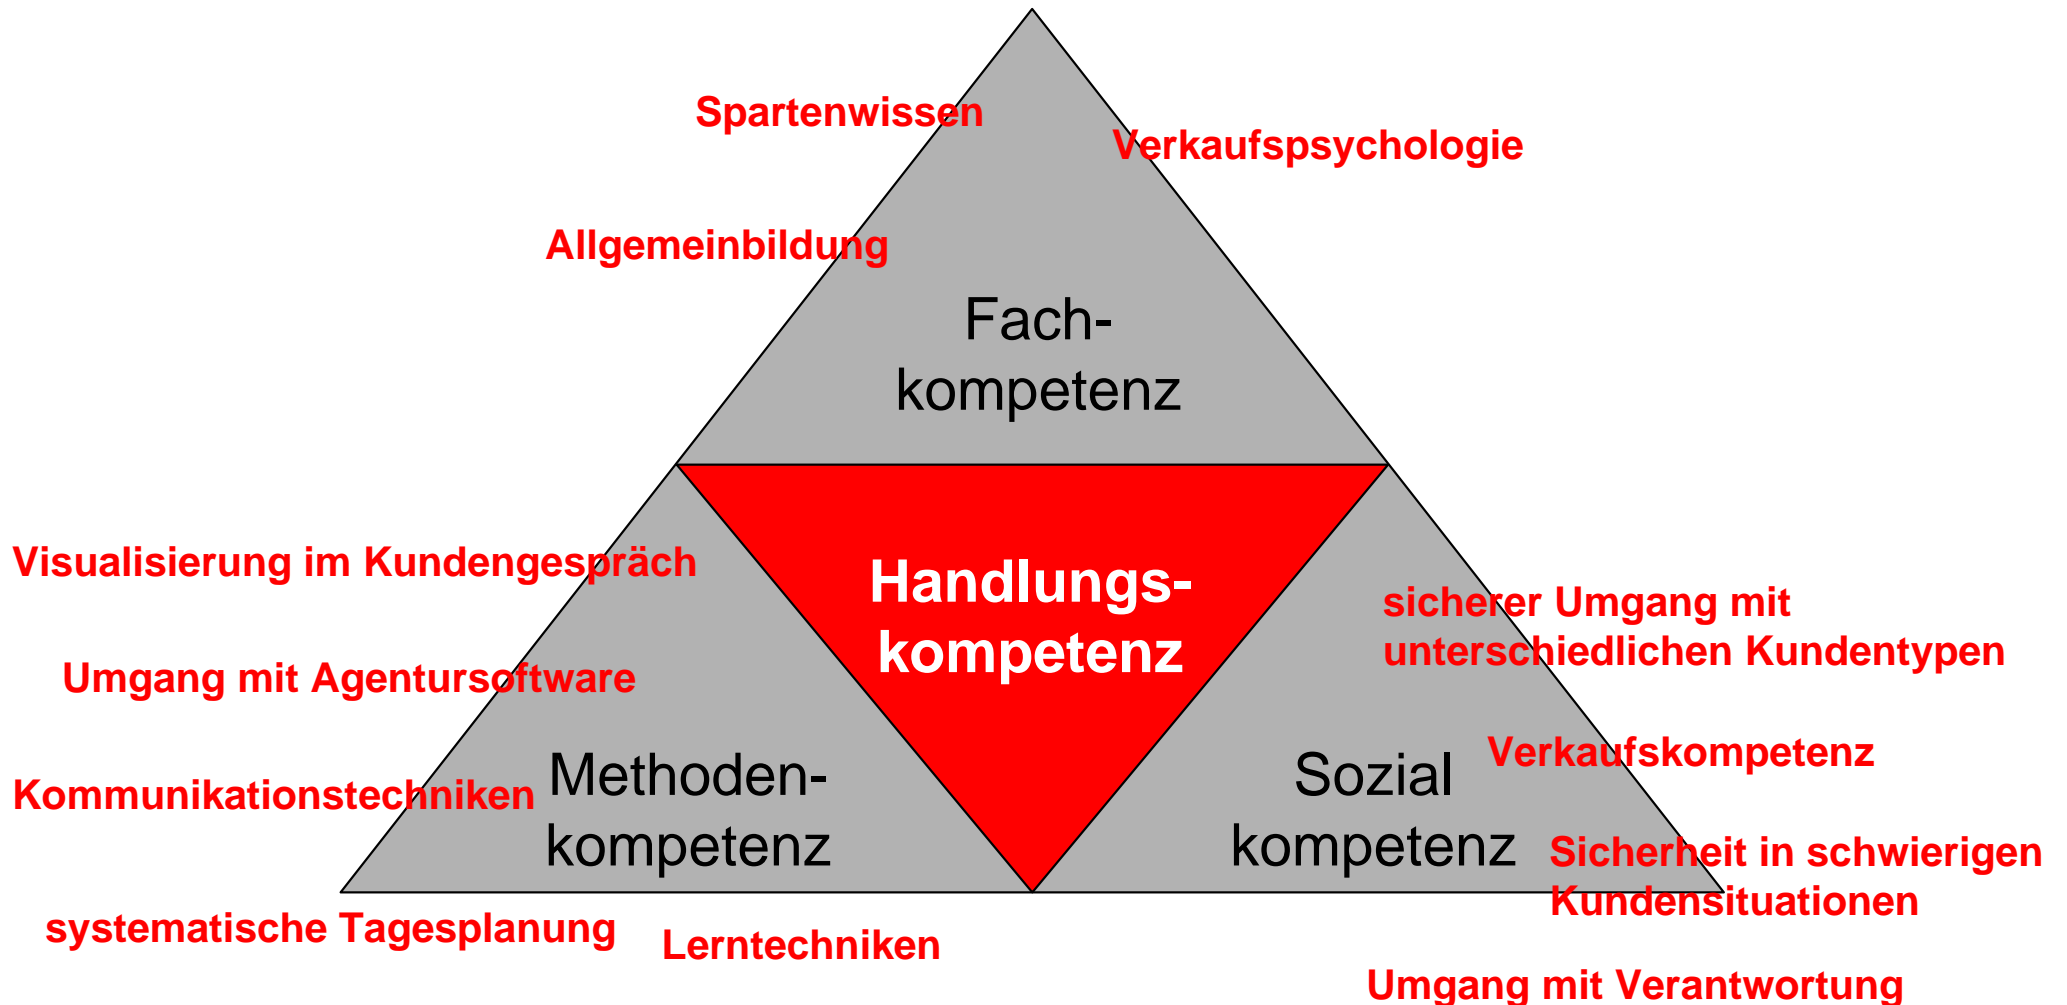 Spartenwissen
Verkaufspsychologie
Allgemeinbildung
Fach-
kompetenz
Visualisierung im Kundengespräch
Handlungs-
kompetenz
sicherer Umgang mit
unterschiedlichen Kundentypen
Umgang mit Agentursoftware
Verkaufskompetenz
Kommunikationstechniken
Methoden-
kompetenz
Sozial
kompetenz
Sicherheit in schwierigen
Kundensituationen
systematische Tagesplanung
Lerntechniken
Umgang mit Verantwortung